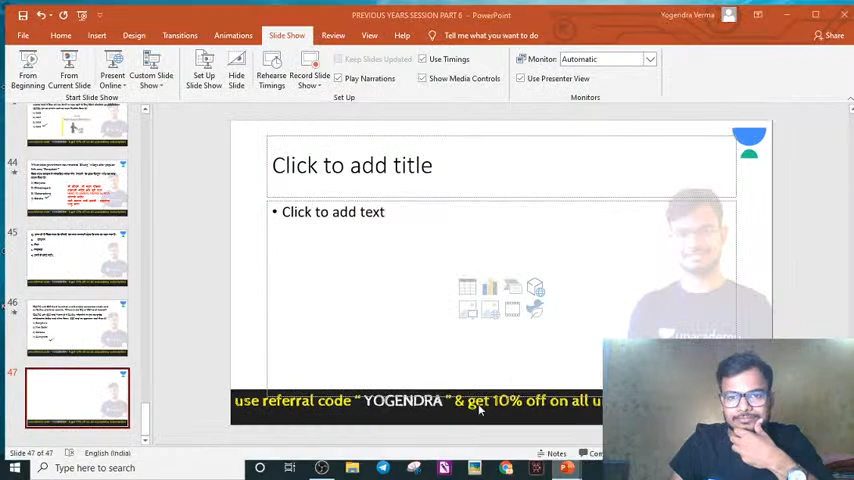 PREVIOUS YEARS SESSION PART 6 - PowerPoint
Yogendra Verma
File Home Insert Design Transitions Animations Slide Show Review View Help Tell me what you want to do Share
From Beginning
From Current Slide
Present Online
Custom Slide Show
Set Up Slide Show
Hide Slide
Rehearse Timings
Record Slide Show
Keep Slides Updated
Use Timings
Play Narrations
Show Media Controls
Monitor: Automatic
Use Presenter View
Start Slide Show
Set Up
Monitors
44
45
46
47
Click to add title
• Click to add text
unacademy
use referral code “ YOGENDRA ” & get 10% off on all u
Slide 47 of 47
English (India)
Notes
Type here to search